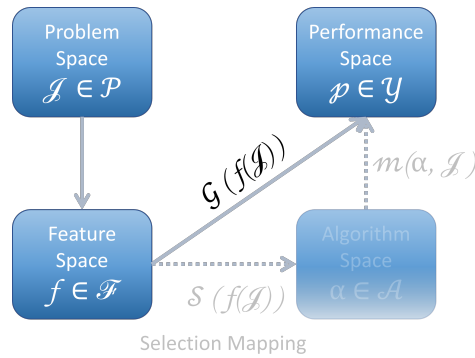 Problem
Space
𝒥 ∈ 𝒫
Performance
Space
𝓅 ∈ 𝒴
𝒢 (f(𝒥))
m(α, 𝒥)
Feature
Space
f ∈ ℱ
𝒮 (f(𝒥))
Algorithm
Space
α ∈ 𝒜
Selection Mapping